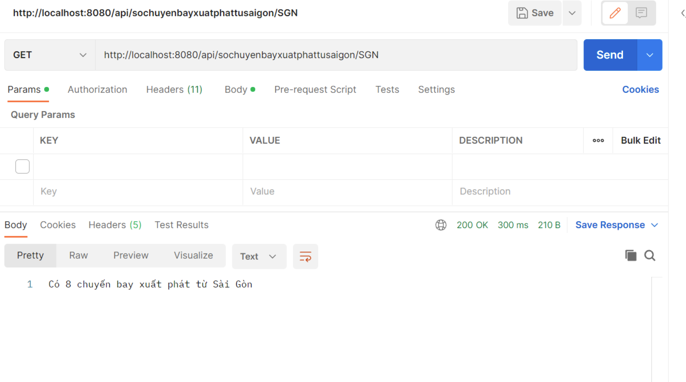 http://localhost:8080/api/sochuyenbayxuatphattusaigon/SGN
Save
GET
http://localhost:8080/api/sochuyenbayxuatphattusaigon/SGN
Send
Params
Authorization
Headers (11)
Body
Pre-request Script
Tests
Settings
Cookies
Query Params
KEY
VALUE
DESCRIPTION
Bulk Edit
Key
Value
Description
Body
Cookies
Headers (5)
Test Results
200 OK
300 ms
210 B
Save Response
Pretty
Raw
Preview
Visualize
Text
1 Có 8 chuyến bay xuất phát từ Sài Gòn